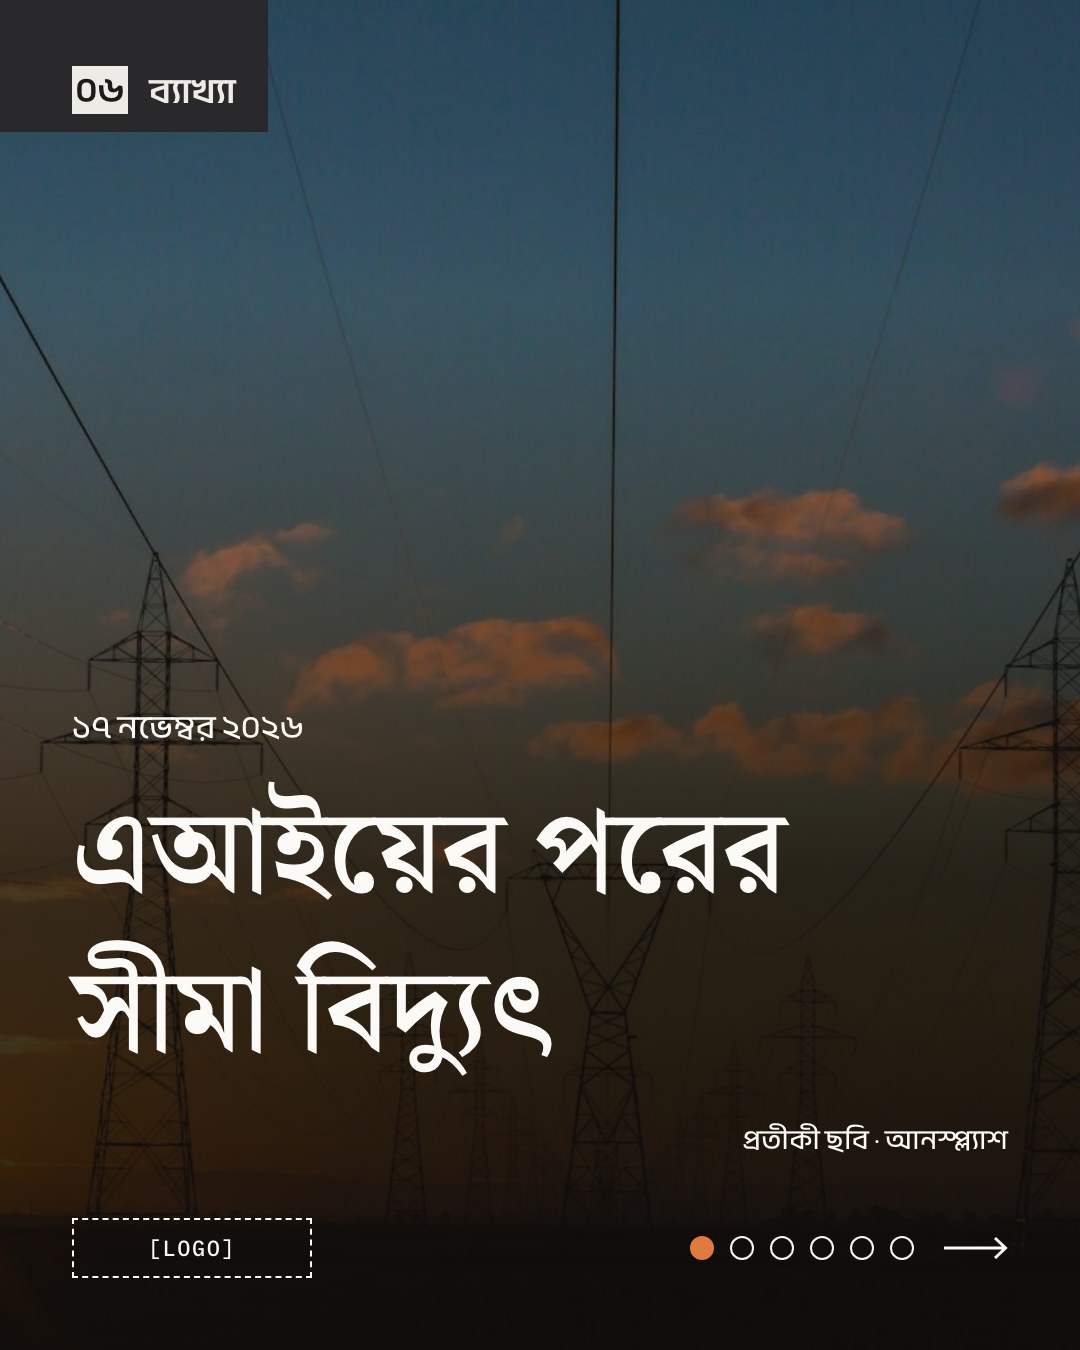 ০৬ ব্যাখ্যা
১৭ নভেম্বর ২০২৬
এআইয়ের পরের
সীমা বিদ্যুৎ
প্রতীকী ছবি · আনস্প্ল্যাশ
[LOGO]